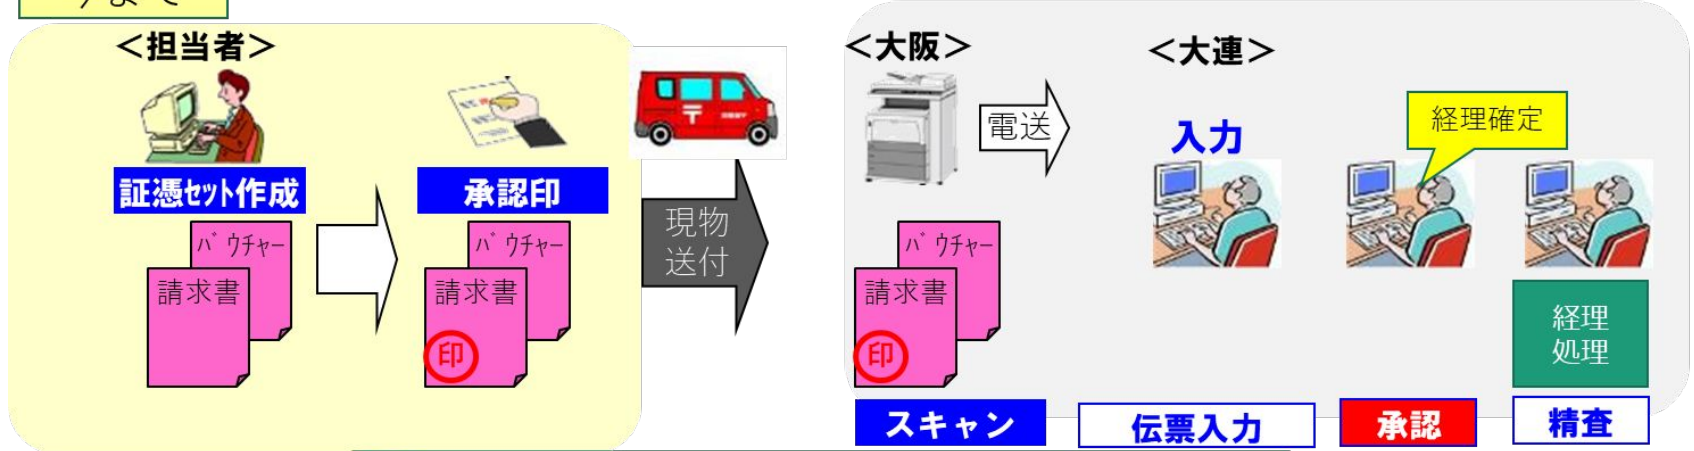 今まで
＜担当者＞
証憑ｾｯﾄ作成
ﾊﾞｳﾁｬｰ
請求書
承認印
ﾊﾞｳﾁｬｰ
請求書
印
〒
現物
送付
＜大阪＞
電送
ﾊﾞｳﾁｬｰ
請求書
印
スキャン
＜大連＞
入力
伝票入力
経理確定
承認
経理
処理
精査